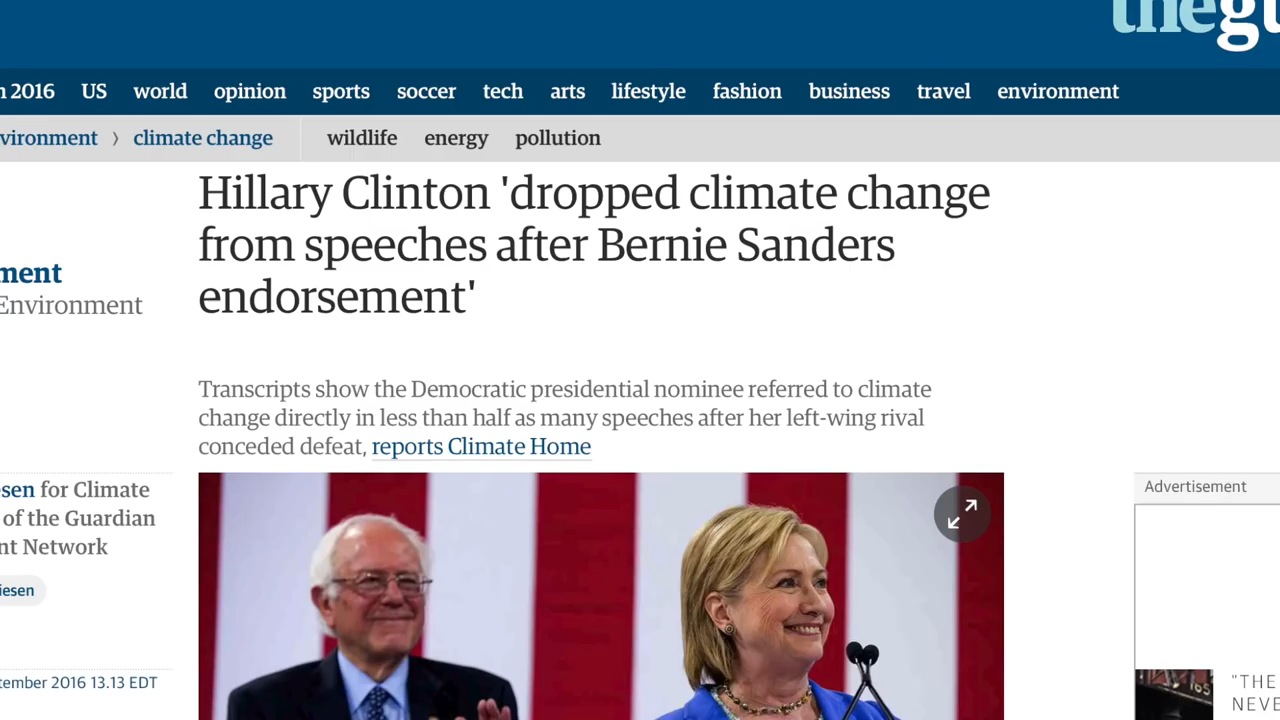 thegu
n 2016 US world opinion sports soccer tech arts lifestyle fashion business travel environment
vironment › climate change wildlife energy pollution
Hillary Clinton 'dropped climate change
from speeches after Bernie Sanders
endorsement'
ment
Environment
Transcripts show the Democratic presidential nominee referred to climate
change directly in less than half as many speeches after her left-wing rival
conceded defeat, reports Climate Home
esen for Climate
of the Guardian
nt Network
iesen
tember 2016 13.13 EDT
Advertisement
165
"THE
NEVE